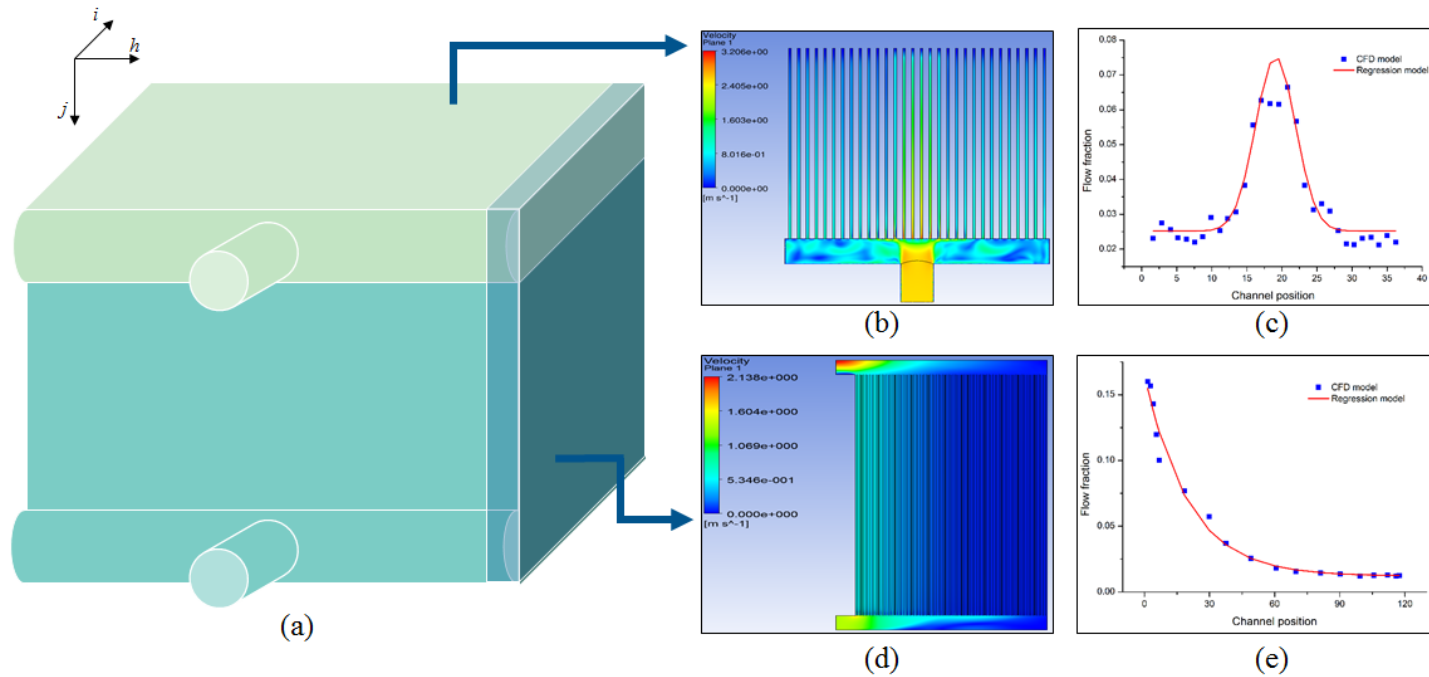 i
h
j
(a)
Velocity
Plane 1
3.206e+00
2.405e+00
1.603e+00
8.016e-01
0.000e+00
[m s^-1]
(b)
0.08
0.07
0.06
0.05
0.04
0.03
0.02
Flow fraction
CFD model
Regression model
0 5 10 15 20 25 30 35 40
Channel position
(c)
Velocity
Plane 1
2.138e+000
1.604e+000
1.069e+000
5.346e-001
0.000e+000
[m s^-1]
(d)
0.15
0.10
0.05
0.00
Flow fraction
CFD model
Regression model
0 30 60 90 120
Channel position
(e)